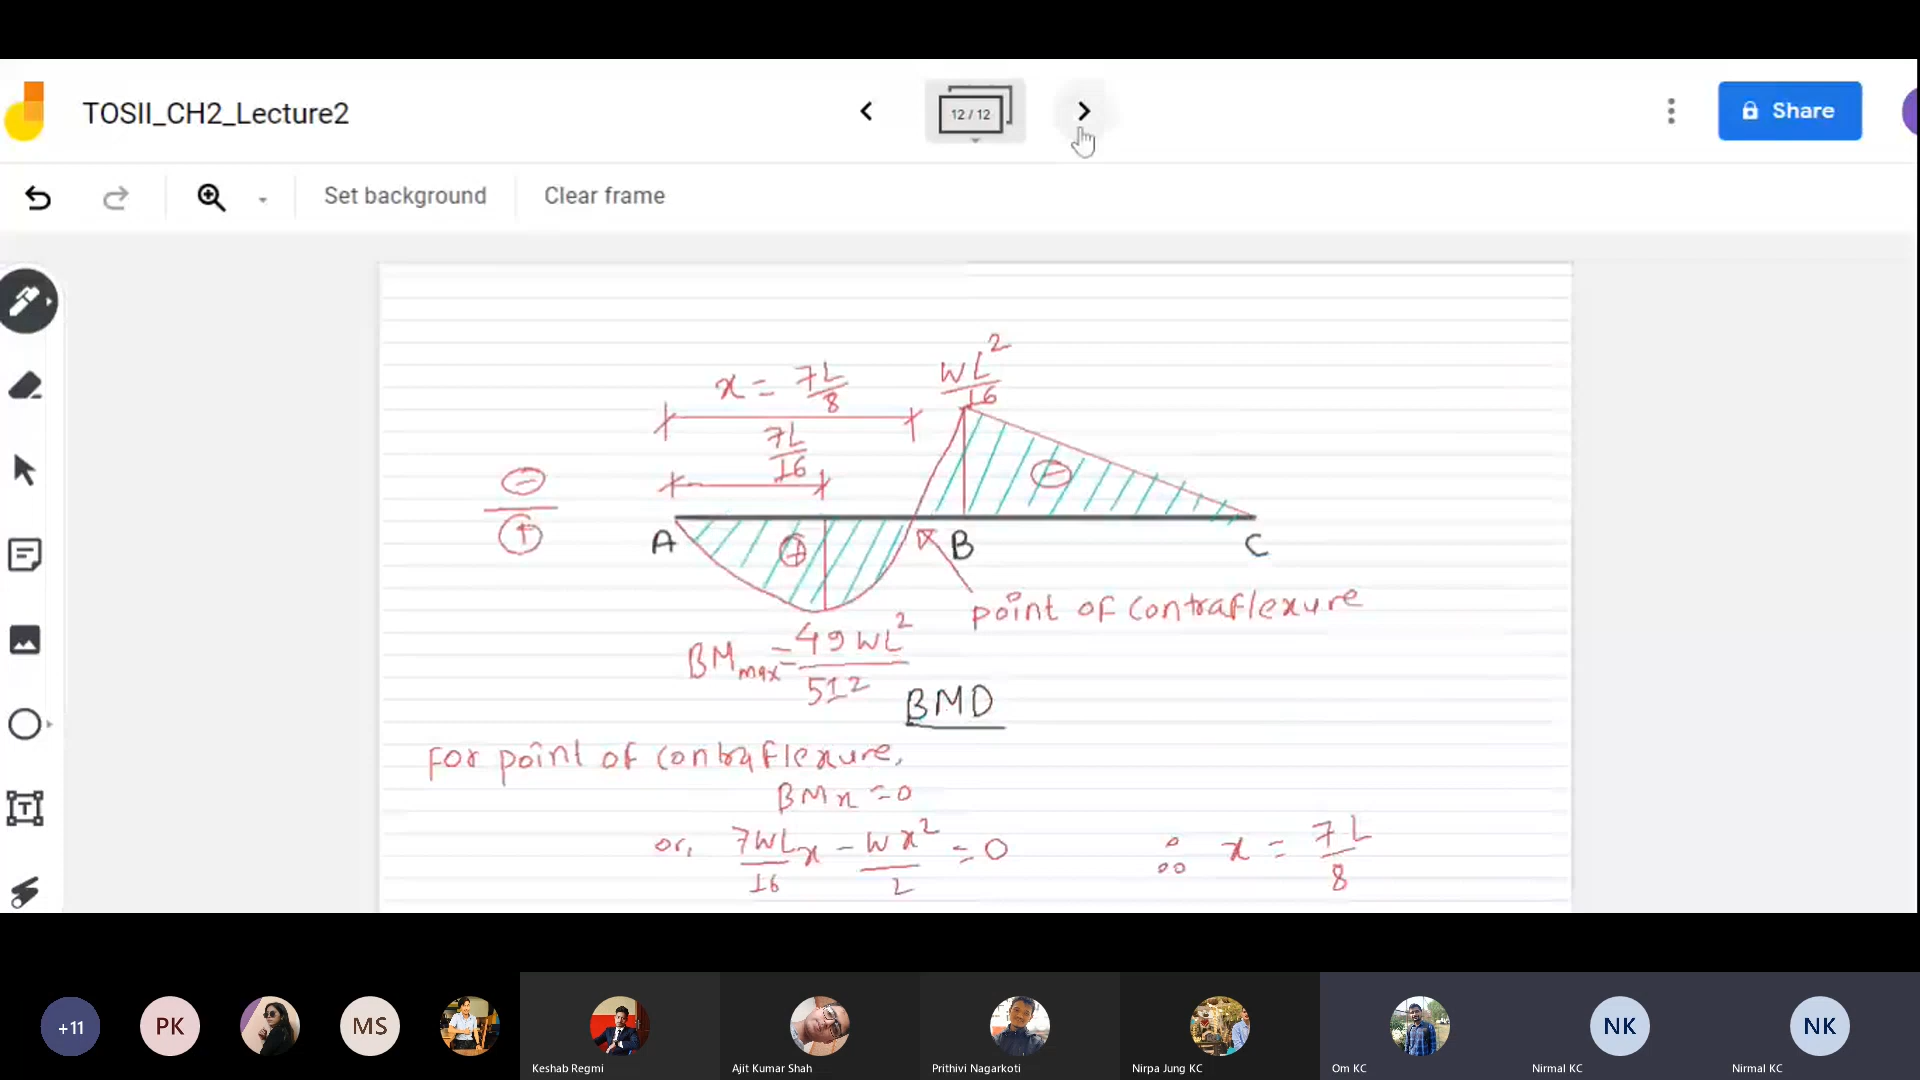 TOSII_CH2_Lecture2
12 / 12
Share
Set background
Clear frame
x = 7L/8
WL²/16
7L/16
A
B
C
point of contraflexure
BMmax = 49WL²/512
BMD
For point of contraflexure,
BMx = 0
or, 7WL/16 x - Wx²/2 = 0 ∴ x = 7L/8
+11
PK
MS
NK
NK
Keshab Regmi
Ajit Kumar Shah
Prithivi Nagarkoti
Nirpa Jung KC
Om KC
Nirmal KC
Nirmal KC